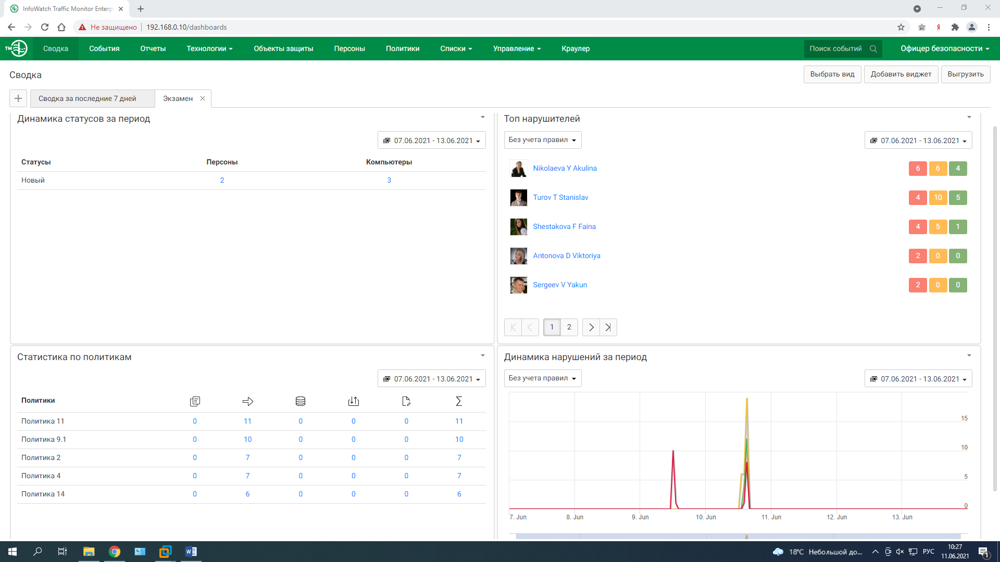 InfoWatch Traffic Monitor Enterp
Не защищено
192.168.0.10/dashboards
Я
TM
Сводка
События
Отчеты
Технологии
Объекты защиты
Персоны
Политики
Списки
Управление
Краулер
Поиск событий
Офицер безопасности
Сводка
Выбрать вид
Добавить виджет
Выгрузить
Сводка за последние 7 дней
Экзамен
Динамика статусов за период
07.06.2021 - 13.06.2021
Статусы Персоны Компьютеры
Новый 2 3
Топ нарушителей
Без учета правил
07.06.2021 - 13.06.2021
Nikolaeva Y Akulina 6 6 4
Turov T Stanislav 4 10 5
Shestakova F Faina 4 5 1
Antonova D Viktoriya 2 0 0
Sergeev V Yakun 2 0 0
1 2
Статистика по политикам
07.06.2021 - 13.06.2021
Политики Σ
Политика 11 0 11 0 0 0 11
Политика 9.1 0 10 0 0 0 10
Политика 2 0 7 0 0 0 7
Политика 4 0 7 0 0 0 7
Политика 14 0 6 0 0 0 6
Динамика нарушений за период
Без учета правил
07.06.2021 - 13.06.2021
15
10
5
0
7. Jun 8. Jun 9. Jun 10. Jun 11. Jun 12. Jun 13. Jun
18°C Небольшой до...
РУС
10:27
11.06.2021
1